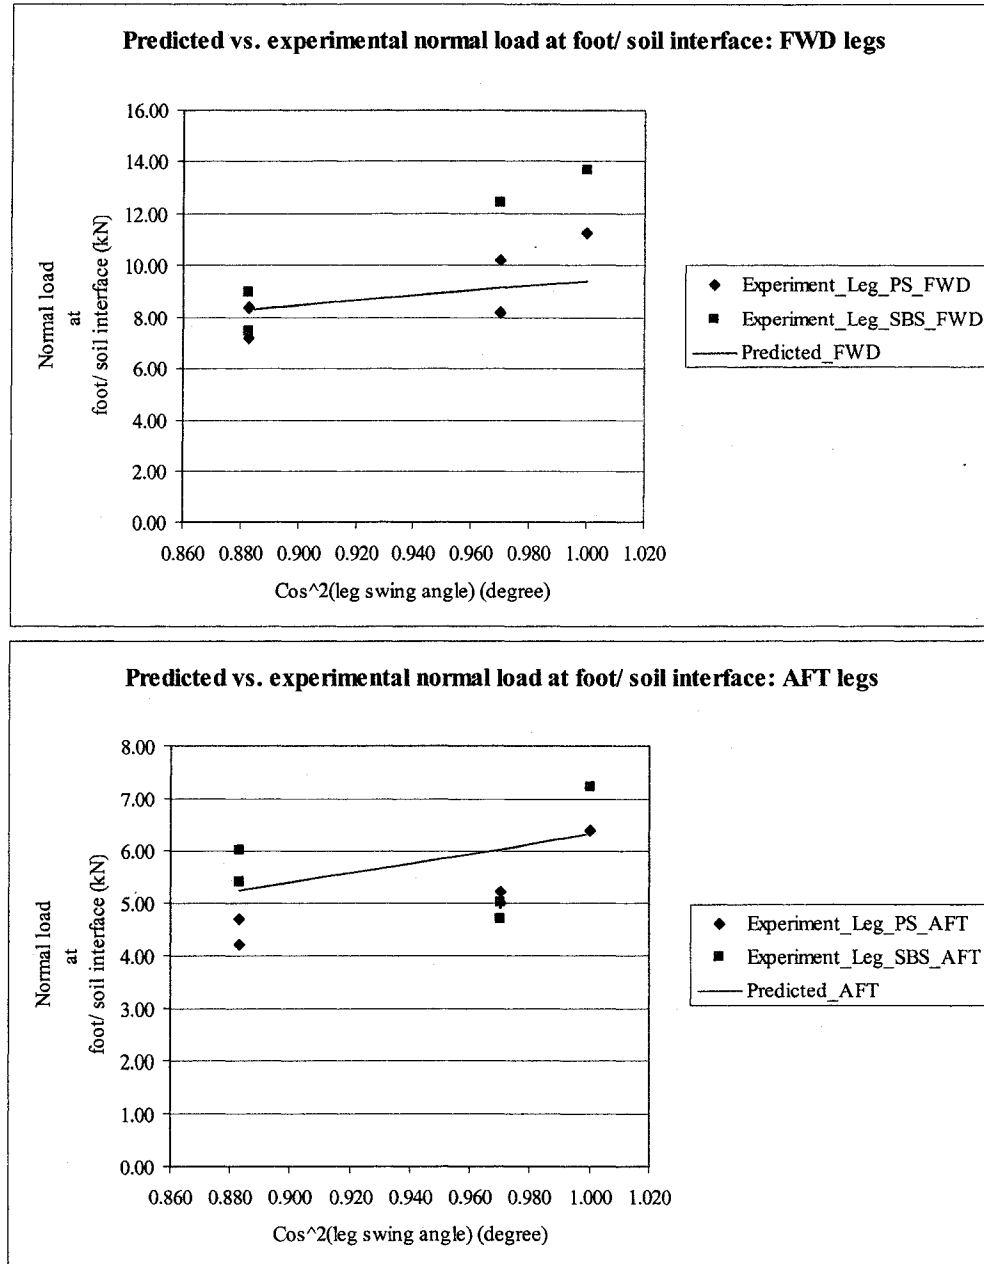 Predicted vs. experimental normal load at foot/ soil interface: FWD legs
16.00
14.00
12.00
10.00
8.00
6.00
4.00
2.00
0.00
Normal load
at
foot/ soil interface (kN)
0.860 0.880 0.900 0.920 0.940 0.960 0.980 1.000 1.020
Cos^2(leg swing angle) (degree)
Experiment_Leg_PS_FWD
Experiment_Leg_SBS_FWD
Predicted_FWD
Predicted vs. experimental normal load at foot/ soil interface: AFT legs
8.00
7.00
6.00
5.00
4.00
3.00
2.00
1.00
0.00
Normal load
at
foot/ soil interface (kN)
0.860 0.880 0.900 0.920 0.940 0.960 0.980 1.000 1.020
Cos^2(leg swing angle) (degree)
Experiment_Leg_PS_AFT
Experiment_Leg_SBS_AFT
Predicted_AFT